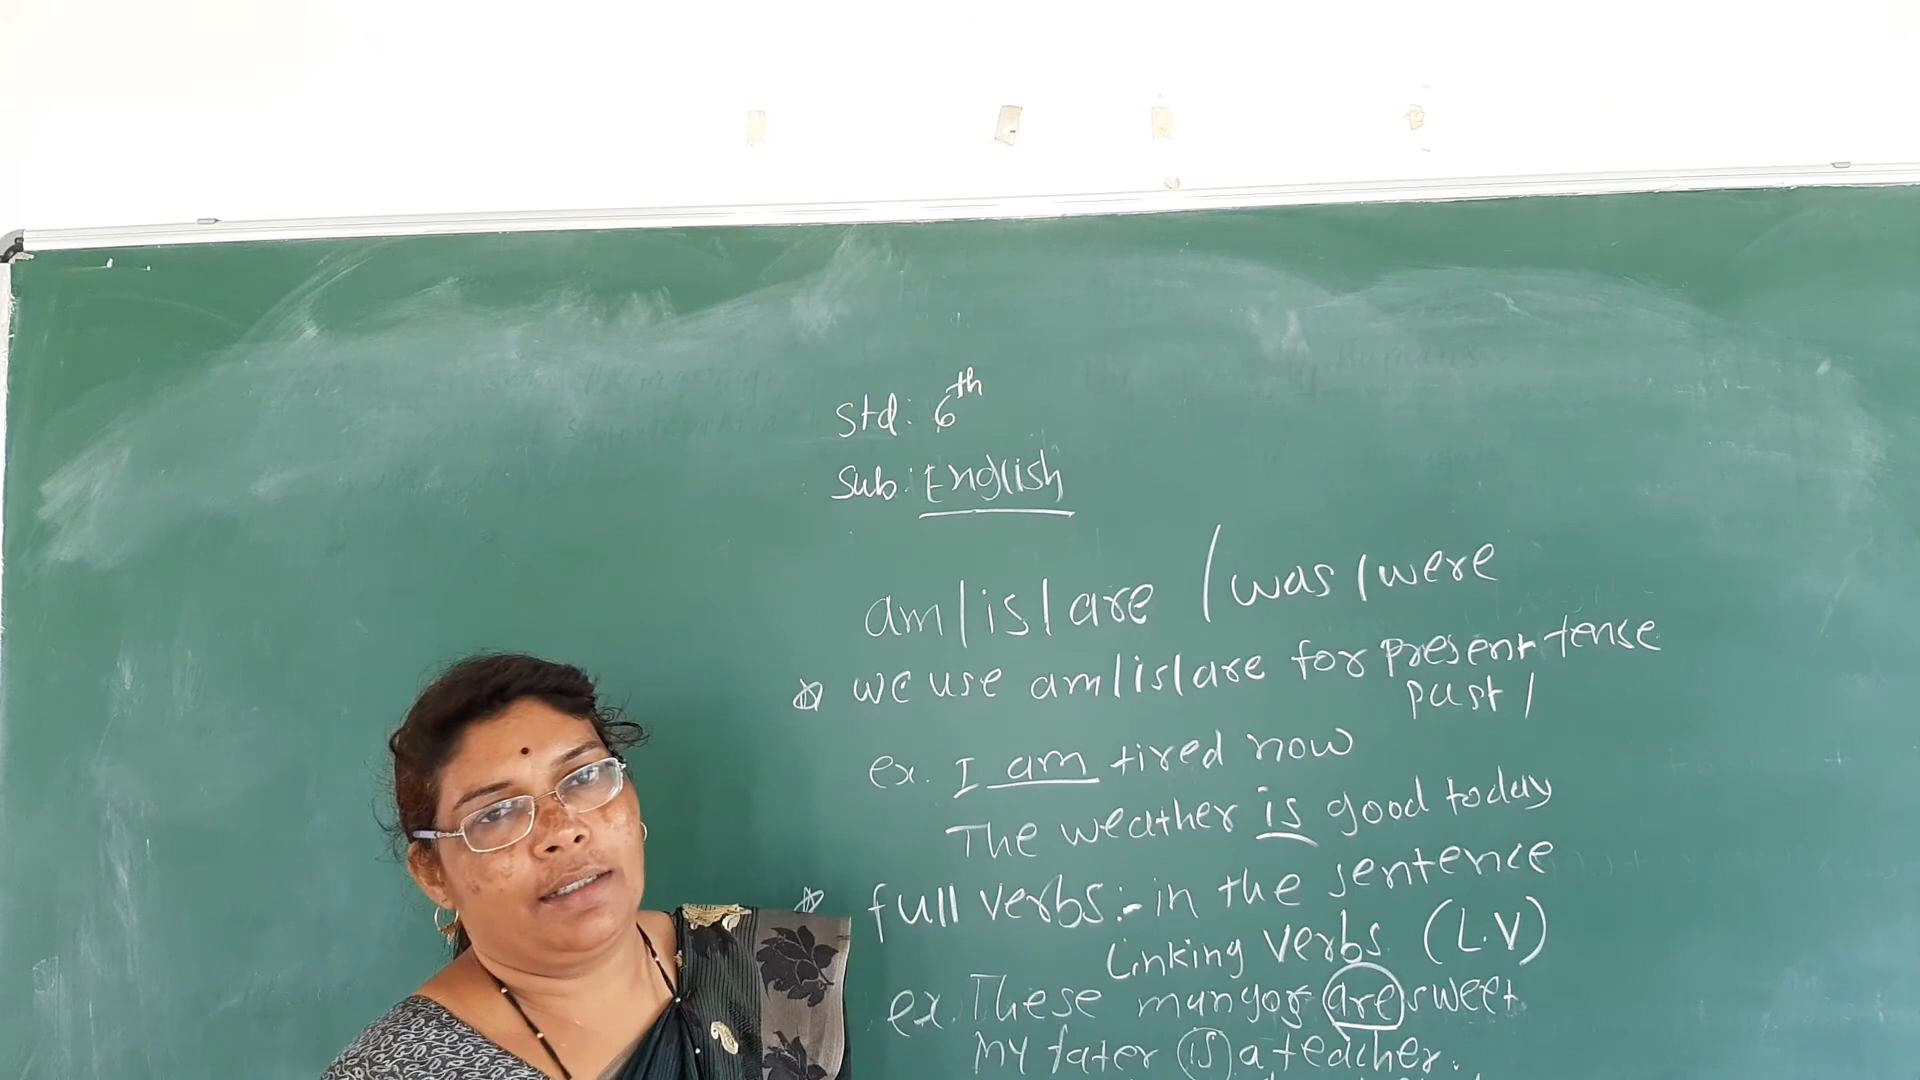 Std: 6th
Sub: English
am/is/are /was/were
we use am/is/are for present tense
past /
ex. I am tired now
The weather is good today
full verbs:- in the sentence
Linking verbs (L.V)
ex. These mangos are sweet
My fater is a teacher.